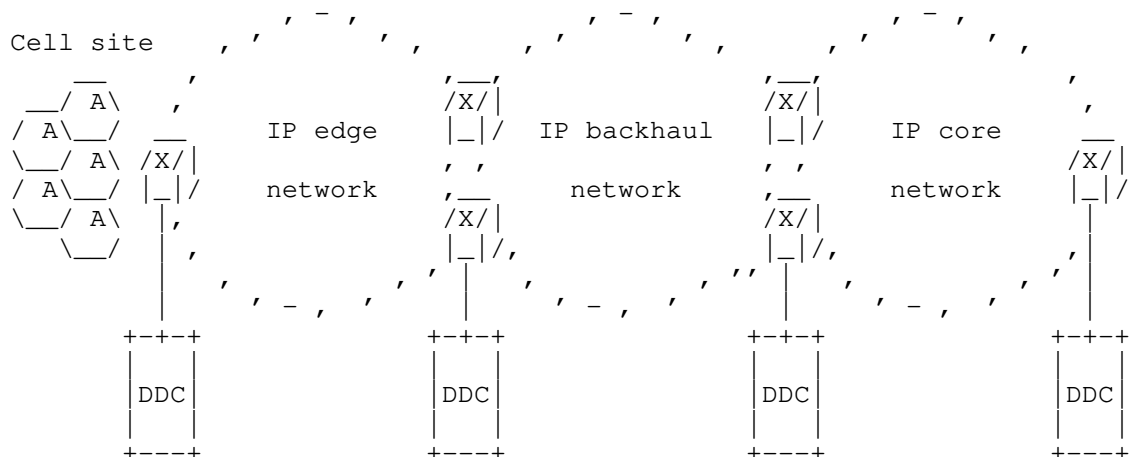 Cell site
A
A
A
A
A
X
IP edge
network
X
X
IP backhaul
network
X
X
IP core
network
X
DDC
DDC
DDC
DDC